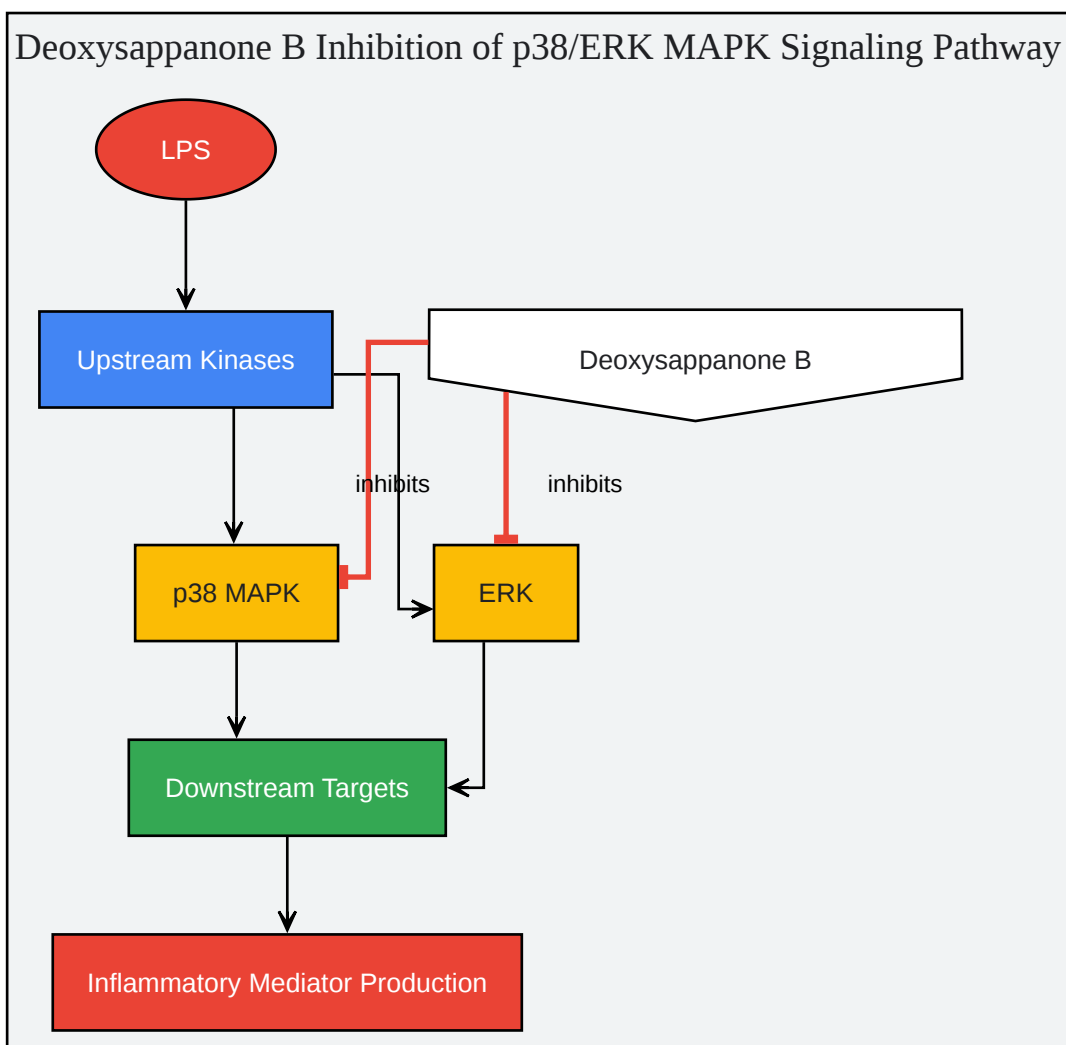 Deoxysappanone B Inhibition of p38/ERK MAPK Signaling Pathway
LPS
Upstream Kinases
Deoxysappanone B
inhibits
inhibits
p38 MAPK
ERK
Downstream Targets
Inflammatory Mediator Production